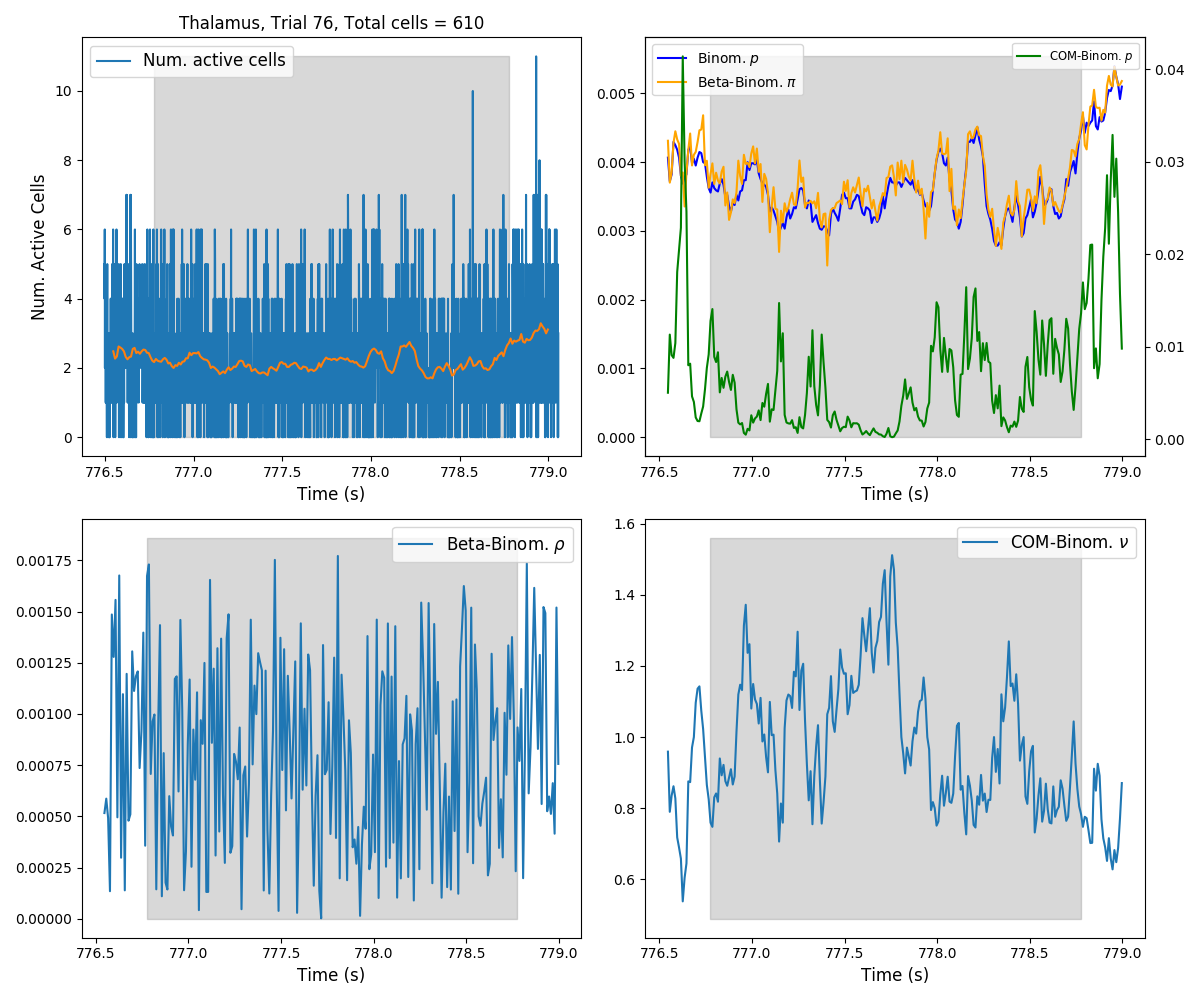 Thalamus, Trial 76, Total cells = 610
Num. active cells
Num. Active Cells
10
8
6
4
2
0
776.5 777.0 777.5 778.0 778.5 779.0
Time (s)
Binom. p
Beta-Binom. π
COM-Binom. p
0.005
0.004
0.003
0.002
0.001
0.000
0.04
0.03
0.02
0.01
0.00
776.5 777.0 777.5 778.0 778.5 779.0
Time (s)
Beta-Binom. ρ
0.00175
0.00150
0.00125
0.00100
0.00075
0.00050
0.00025
0.00000
776.5 777.0 777.5 778.0 778.5 779.0
Time (s)
COM-Binom. ν
1.6
1.4
1.2
1.0
0.8
0.6
776.5 777.0 777.5 778.0 778.5 779.0
Time (s)